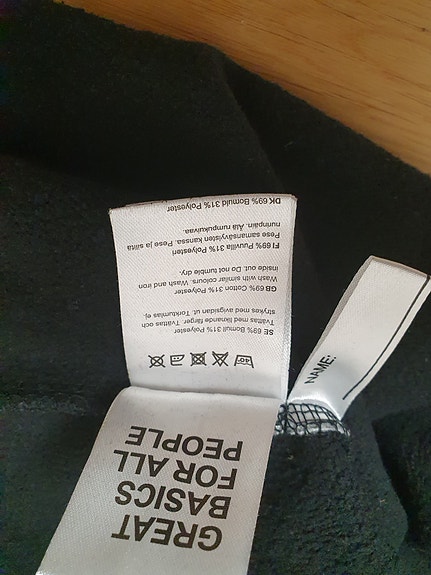 GREAT
BASICS
FOR ALL
PEOPLE
40°
SE 69% Bomull 31% Polyester
Tvättas med liknande färger. Tvättas och
strykes med avigsidan ut. Torktumlas ej.
GB 69% Cotton 31% Polyester
Wash with similar colours. Wash and iron
inside out. Do not tumble dry.
FI 69% Puuvilla 31% Polyesteri
Pese samansävyisten kanssa. Pese ja silitä
nurinpäin. Älä rumpukuivaa.
DK 69% Bomuld 31% Polyester
NAME: